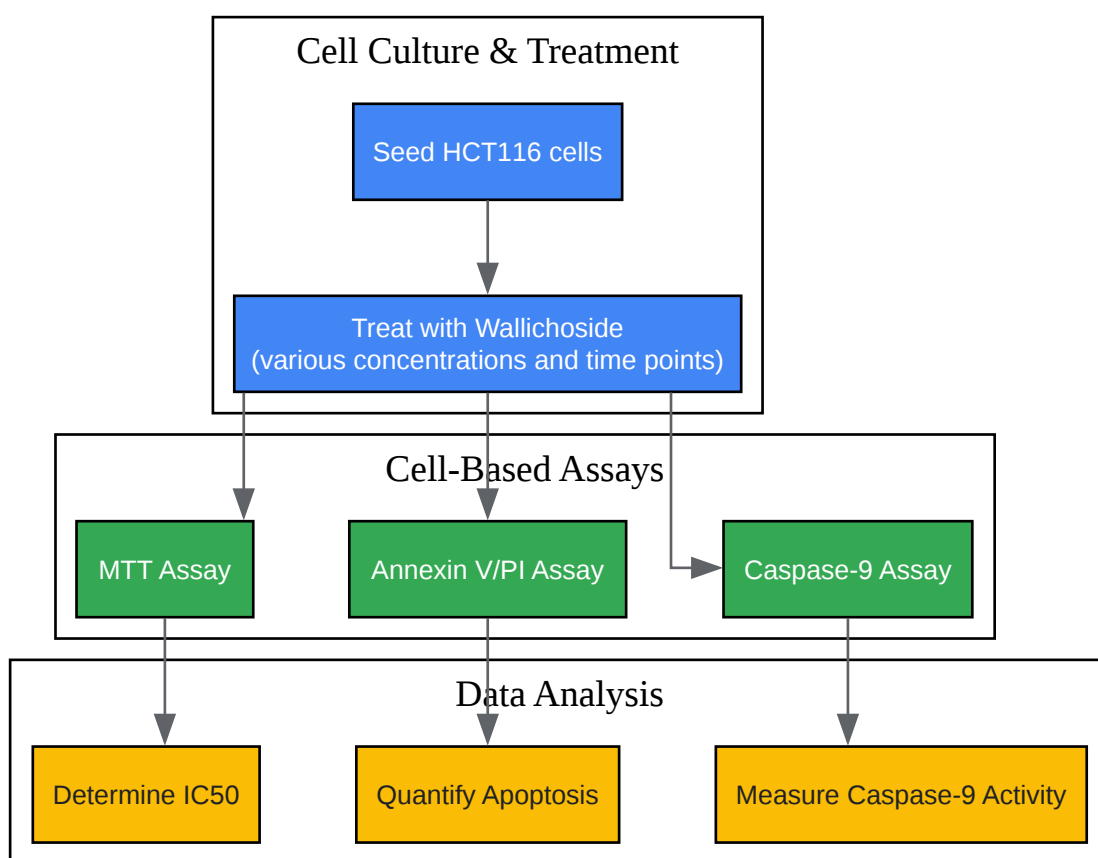 Cell Culture & Treatment
Seed HCT116 cells
Treat with Wallichoside
(various concentrations and time points)
Cell-Based Assays
MTT Assay
Annexin V/PI Assay
Caspase-9 Assay
Data Analysis
Determine IC50
Quantify Apoptosis
Measure Caspase-9 Activity